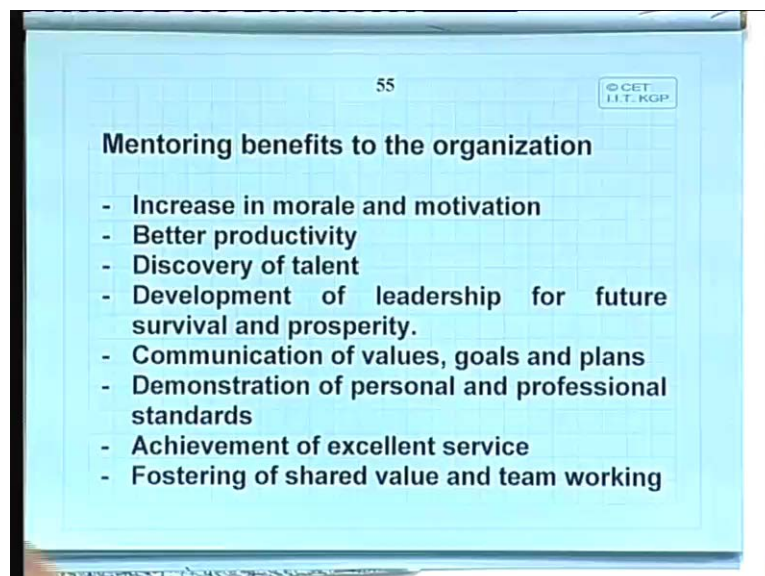 55
© CET
I.I.T. KGP
Mentoring benefits to the organization
- Increase in morale and motivation
- Better productivity
- Discovery of talent
- Development of leadership for future
survival and prosperity.
- Communication of values, goals and plans
- Demonstration of personal and professional
standards
- Achievement of excellent service
- Fostering of shared value and team working